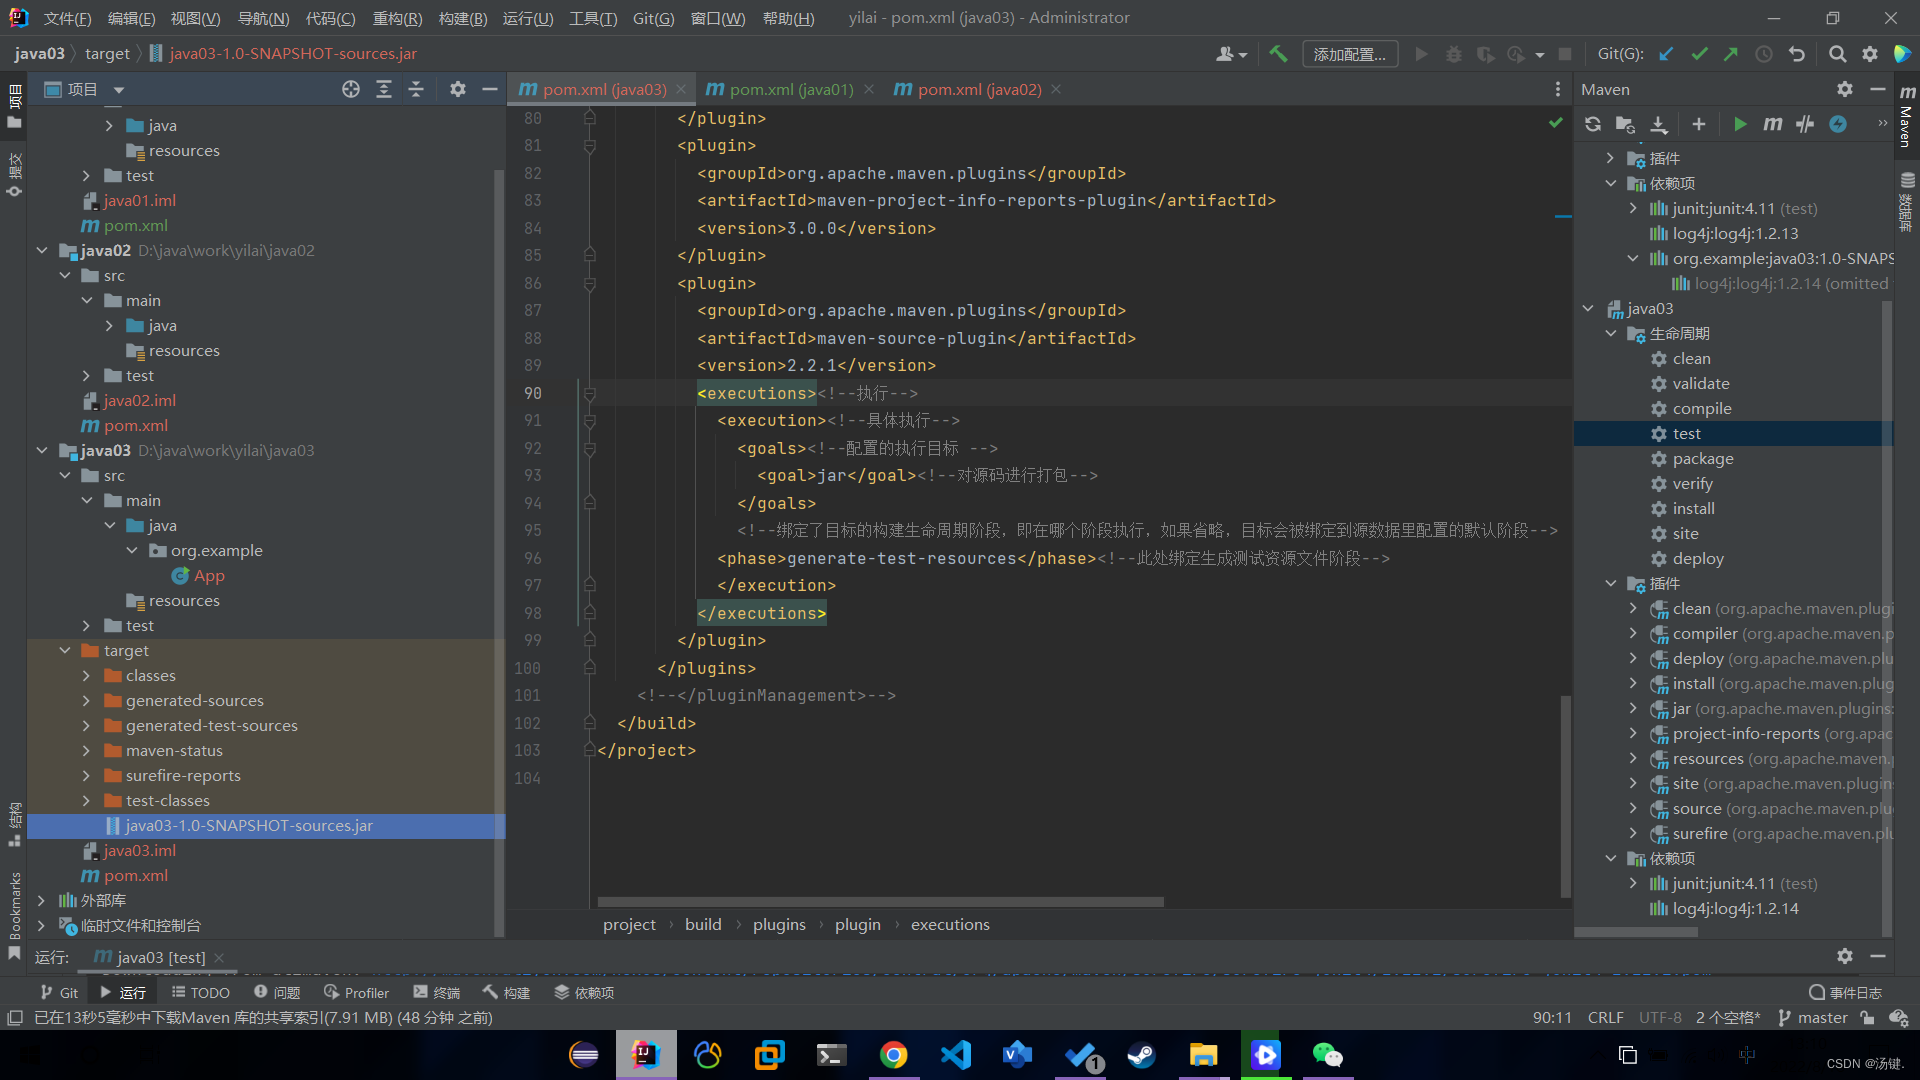 文件(F) 编辑(E) 视图(V) 导航(N) 代码(C) 重构(R) 构建(B) 运行(U) 工具(T) Git(G) 窗口(W) 帮助(H) yilai - pom.xml (java03) - Administrator
java03 target java03-1.0-SNAPSHOT-sources.jar 添加配置... Git(G):
项目
提交
结构
Bookmarks
项目
java
resources
test
java01.iml
pom.xml
java02 D:\java\work\yilai\java02
src
main
java
resources
test
java02.iml
pom.xml
java03 D:\java\work\yilai\java03
src
main
java
org.example
App
resources
test
target
classes
generated-sources
generated-test-sources
maven-status
surefire-reports
test-classes
java03-1.0-SNAPSHOT-sources.jar
java03.iml
pom.xml
外部库
临时文件和控制台
pom.xml (java03) pom.xml (java01) pom.xml (java02)
80 </plugin>
81 <plugin>
82 <groupId>org.apache.maven.plugins</groupId>
83 <artifactId>maven-project-info-reports-plugin</artifactId>
84 <version>3.0.0</version>
85 </plugin>
86 <plugin>
87 <groupId>org.apache.maven.plugins</groupId>
88 <artifactId>maven-source-plugin</artifactId>
89 <version>2.2.1</version>
90 <executions><!--执行-->
91 <execution><!--具体执行-->
92 <goals><!--配置的执行目标 -->
93 <goal>jar</goal><!--对源码进行打包-->
94 </goals>
95 <!--绑定了目标的构建生命周期阶段，即在哪个阶段执行，如果省略，目标会被绑定到源数据里配置的默认阶段-->
96 <phase>generate-test-resources</phase><!--此处绑定生成测试资源文件阶段-->
97 </execution>
98 </executions>
99 </plugin>
100 </plugins>
101 <!--</pluginManagement>-->
102 </build>
103 </project>
104
project build plugins plugin executions
Maven
插件
依赖项
junit:junit:4.11 (test)
log4j:log4j:1.2.13
org.example:java03:1.0-SNAPS
log4j:log4j:1.2.14 (omitted
java03
生命周期
clean
validate
compile
test
package
verify
install
site
deploy
插件
clean (org.apache.maven.plugi
compiler (org.apache.maven.p
deploy (org.apache.maven.plu
install (org.apache.maven.plug
jar (org.apache.maven.plugins:
project-info-reports (org.apac
resources (org.apache.maven.
site (org.apache.maven.plugin
source (org.apache.maven.plu
surefire (org.apache.maven.plu
依赖项
junit:junit:4.11 (test)
log4j:log4j:1.2.14
Maven
数据库
运行: java03 [test]
Git 运行 TODO 问题 Profiler 终端 构建 依赖项 事件日志
已在13秒5毫秒中下载Maven 库的共享索引(7.91 MB) (48 分钟 之前) 90:11 CRLF UTF-8 2 个空格* master
1
CSDN @汤键.